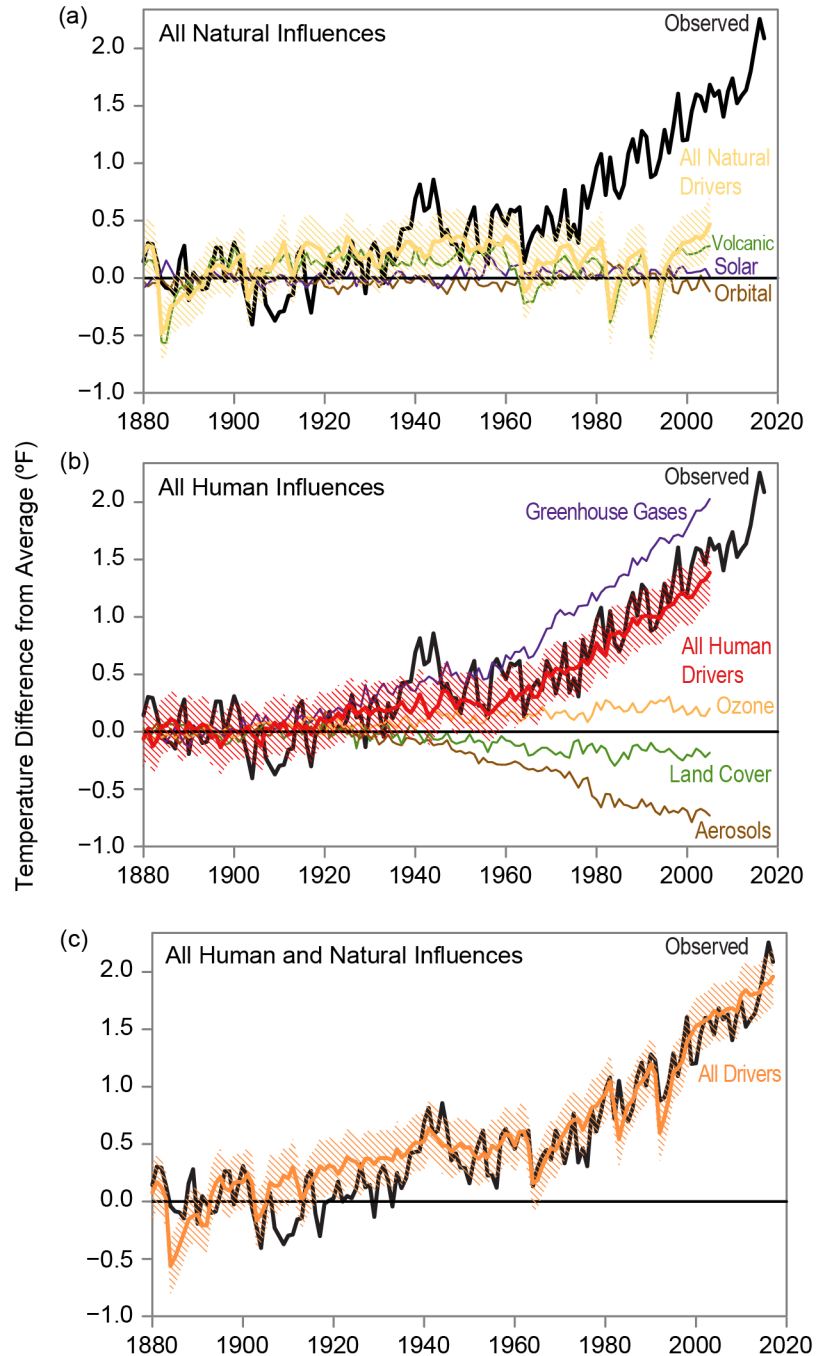 (a)
All Natural Influences
Observed
2.0
1.5
All Natural
Drivers
1.0
0.5
Volcanic
Solar
0.0
Orbital
−0.5
−1.0
1880 1900 1920 1940 1960 1980 2000 2020
Temperature Difference from Average (ºF)
(b)
All Human Influences
Observed
2.0
Greenhouse Gases
1.5
1.0
All Human
Drivers
0.5
Ozone
0.0
Land Cover
−0.5
Aerosols
−1.0
1880 1900 1920 1940 1960 1980 2000 2020
(c)
All Human and Natural Influences
Observed
2.0
1.5
All Drivers
1.0
0.5
0.0
−0.5
−1.0
1880 1900 1920 1940 1960 1980 2000 2020